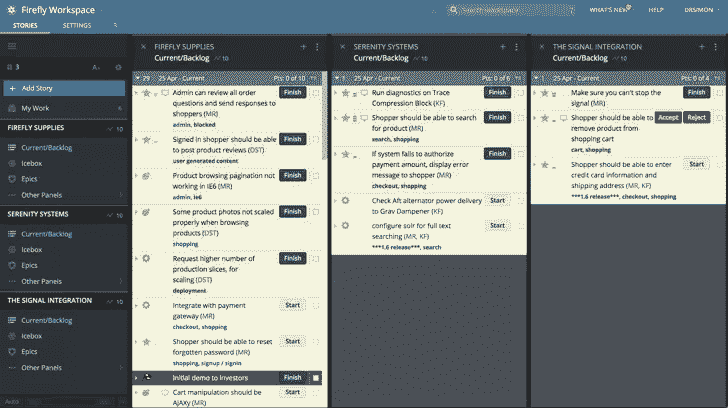 Firefly Workspace
Search workspace
WHAT'S NEW
HELP
DRSMON
STORIES
SETTINGS
3
Add Story
My Work
FIREFLY SUPPLIES 10
Current/Backlog
Icebox
Epics
Other Panels
SERENITY SYSTEMS 10
Current/Backlog
Icebox
Epics
Other Panels
THE SIGNAL INTEGRATION 10
Current/Backlog
Icebox
Epics
Other Panels
FIREFLY SUPPLIES
Current/Backlog 10
29 25 Apr - Current Pts: 0 of 10
Admin can review all order Finish
questions and send responses to
shoppers (MR)
admin, blocked
Signed in shopper should be able Finish
to post product reviews (DST)
user generated content
Product browsing pagination not Finish
working in IE6 (MR)
admin, ie6
Some product photos not scaled Finish
properly when browsing
products (DST)
shopping
Request higher number of Finish
production slices, for
scaling (DST)
deployment
Integrate with payment Start
gateway (MR)
checkout, shopping
Shopper should be able to reset Start
forgotten password (MR)
shopping, signup / signin
Initial demo to investors Finish
Cart manipulation should be Start
AJAXy (MR)
SERENITY SYSTEMS
Current/Backlog 10
1 25 Apr - Current Pts: 0 of 6
Run diagnostics on Trace Finish
Compression Block (KF)
Shopper should be able to search Finish
for product (MR)
search, shopping
If system fails to authorize Finish
payment amount, display error
message to shopper (MR)
checkout, shopping
Check Aft alternator power delivery Start
to Grav Dampener (KF)
configure solr for full text Start
searching (MR, KF)
***1.6 release***, search
THE SIGNAL INTEGRATION
Current/Backlog 10
1 25 Apr - Current Pts: 0 of 4
Make sure you can't stop the Finish
signal (MR)
Shopper should be able to Accept Reject
remove product from
shopping cart
cart, shopping
Shopper should be able to enter Start
credit card information and
shipping address (MR, KF)
***1.6 release***, checkout, shopping